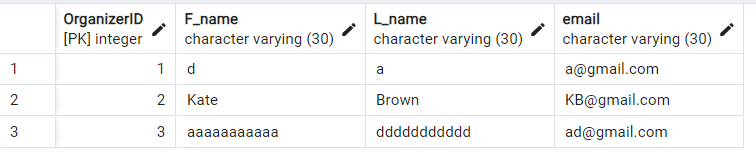 OrganizerID F_name L_name email
[PK] integer character varying (30) character varying (30) character varying (30)
1 1 d a a@gmail.com
2 2 Kate Brown KB@gmail.com
3 3 aaaaaaaaaaa ddddddddddd ad@gmail.com